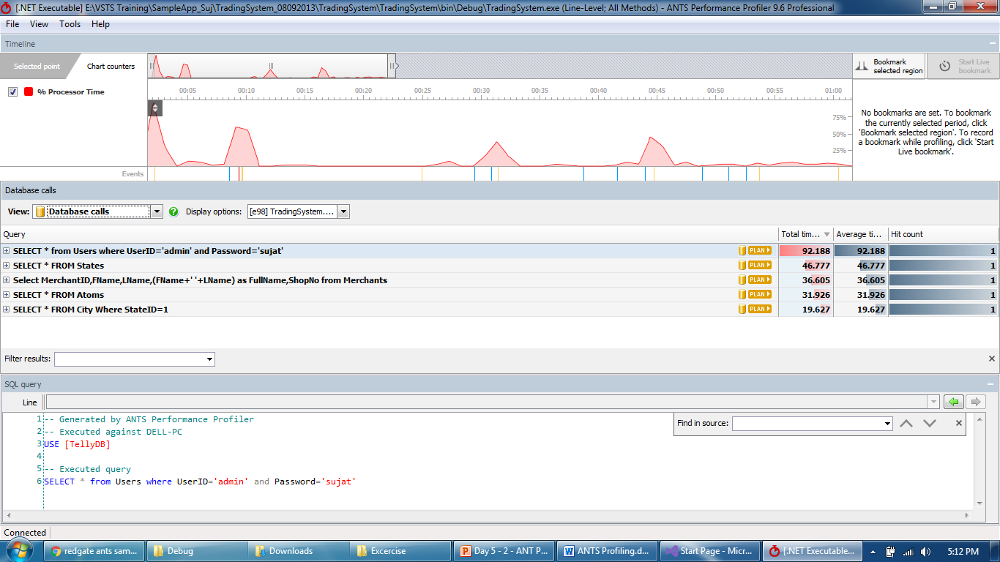 [.NET Executable] E:\VSTS Training\SampleApp_Suj\TradingSystem_08092013\TradingSystem\TradingSystem\bin\Debug\TradingSystem.exe (Line-Level; All Methods) - ANTS Performance Profiler 9.6 Professional
File View Tools Help
Timeline
Selected point Chart counters
Bookmark selected region
Start Live bookmark
% Processor Time
00:05 00:10 00:15 00:20 00:25 00:30 00:35 00:40 00:45 00:50 00:55 01:00
75%
50%
25%
No bookmarks are set. To bookmark
the currently selected period, click
'Bookmark selected region'. To record
a bookmark while profiling, click 'Start
Live bookmark'.
Events
Database calls
View: Database calls ? Display options: [e98] TradingSystem....
Query Total tim... Average ti... Hit count
SELECT * from Users where UserID='admin' and Password='sujat' PLAN 92.188 92.188 1
SELECT * FROM States PLAN 46.777 46.777 1
Select MerchantID,FName,LName,(FName+' '+LName) as FullName,ShopNo from Merchants PLAN 36.605 36.605 1
SELECT * FROM Atoms PLAN 31.926 31.926 1
SELECT * FROM City Where StateID=1 PLAN 19.627 19.627 1
Filter results:
SQL query
Line
Find in source:
1 -- Generated by ANTS Performance Profiler
2 -- Executed against DELL-PC
3 USE [TellyDB]
4
5 -- Executed query
6 SELECT * from Users where UserID='admin' and Password='sujat'
Connected
redgate ants sam... Debug Downloads Excercise Day 5 - 2 - ANT P... ANTS Profiling.d... Start Page - Micr... [.NET Executable... 5:12 PM